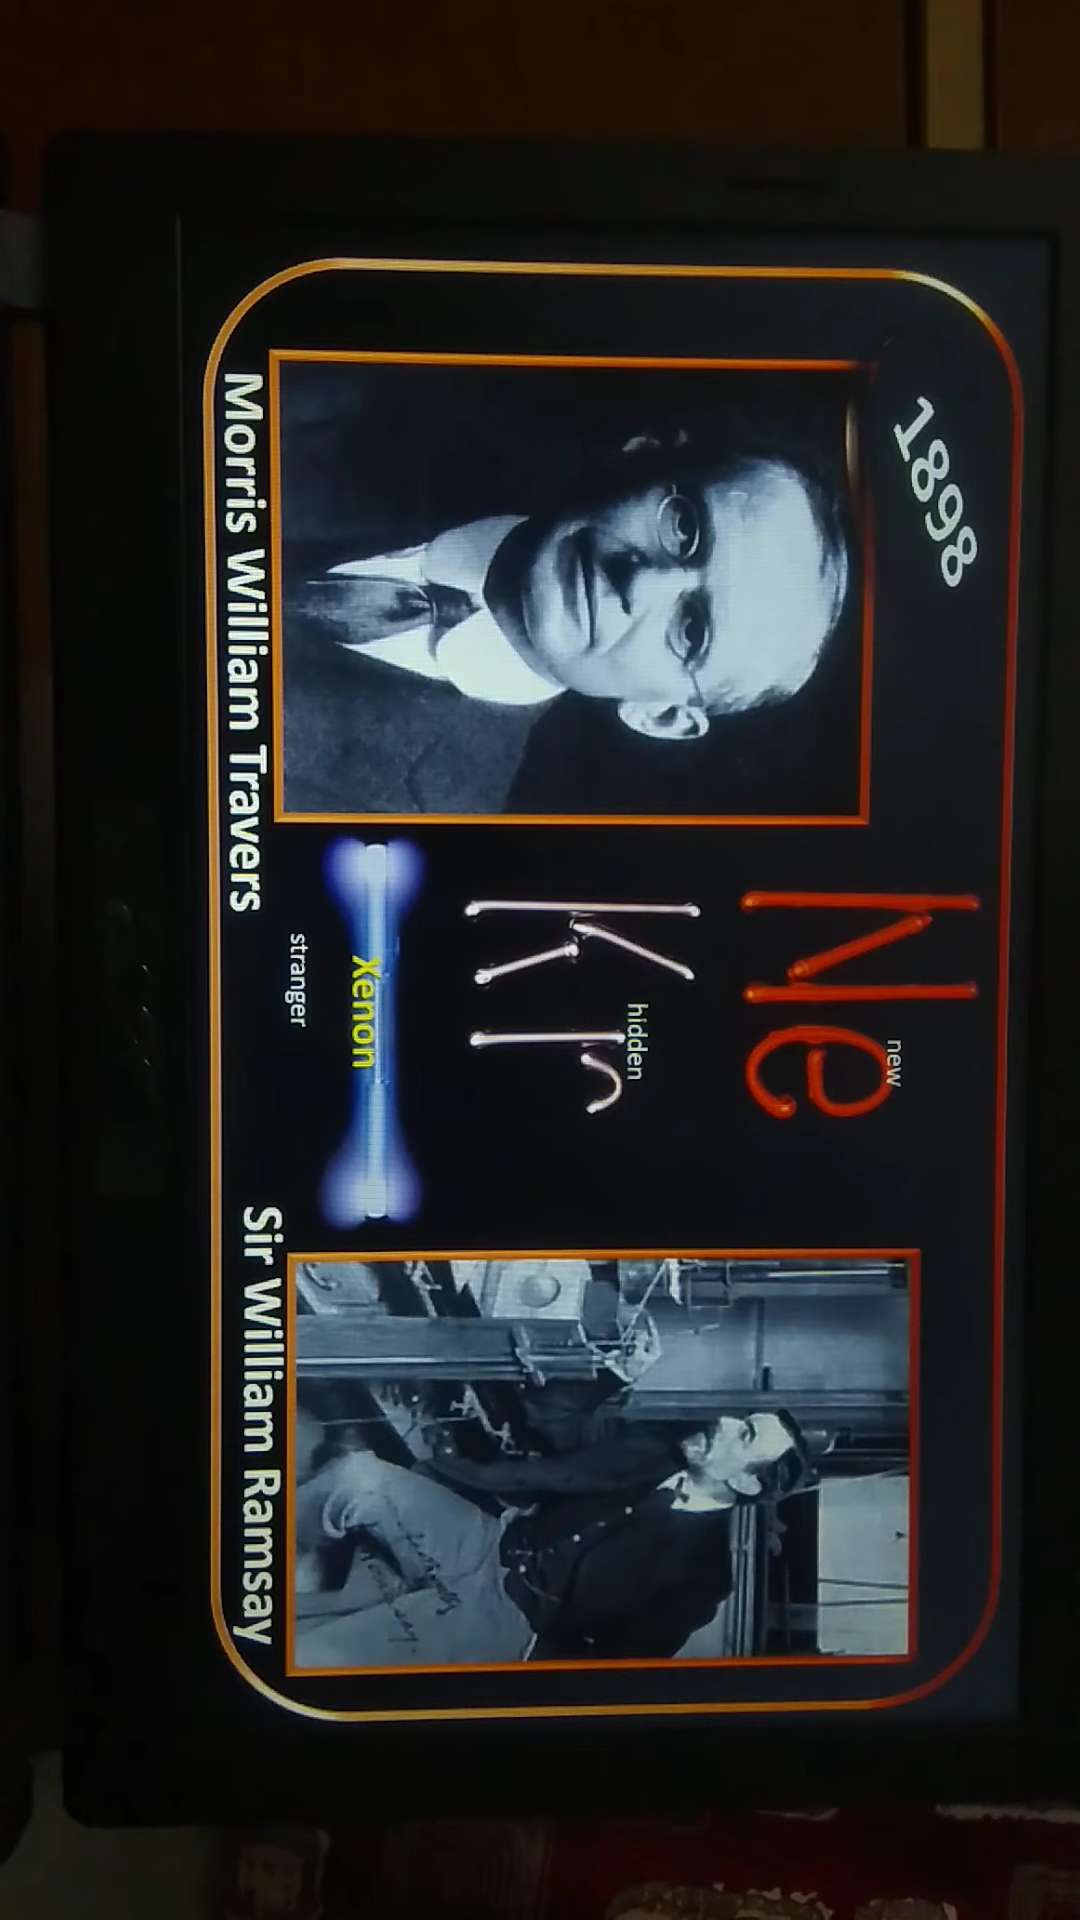 1898
new
Ne
hidden
Kr
Xenon
stranger
Morris William Travers
Sir William Ramsay